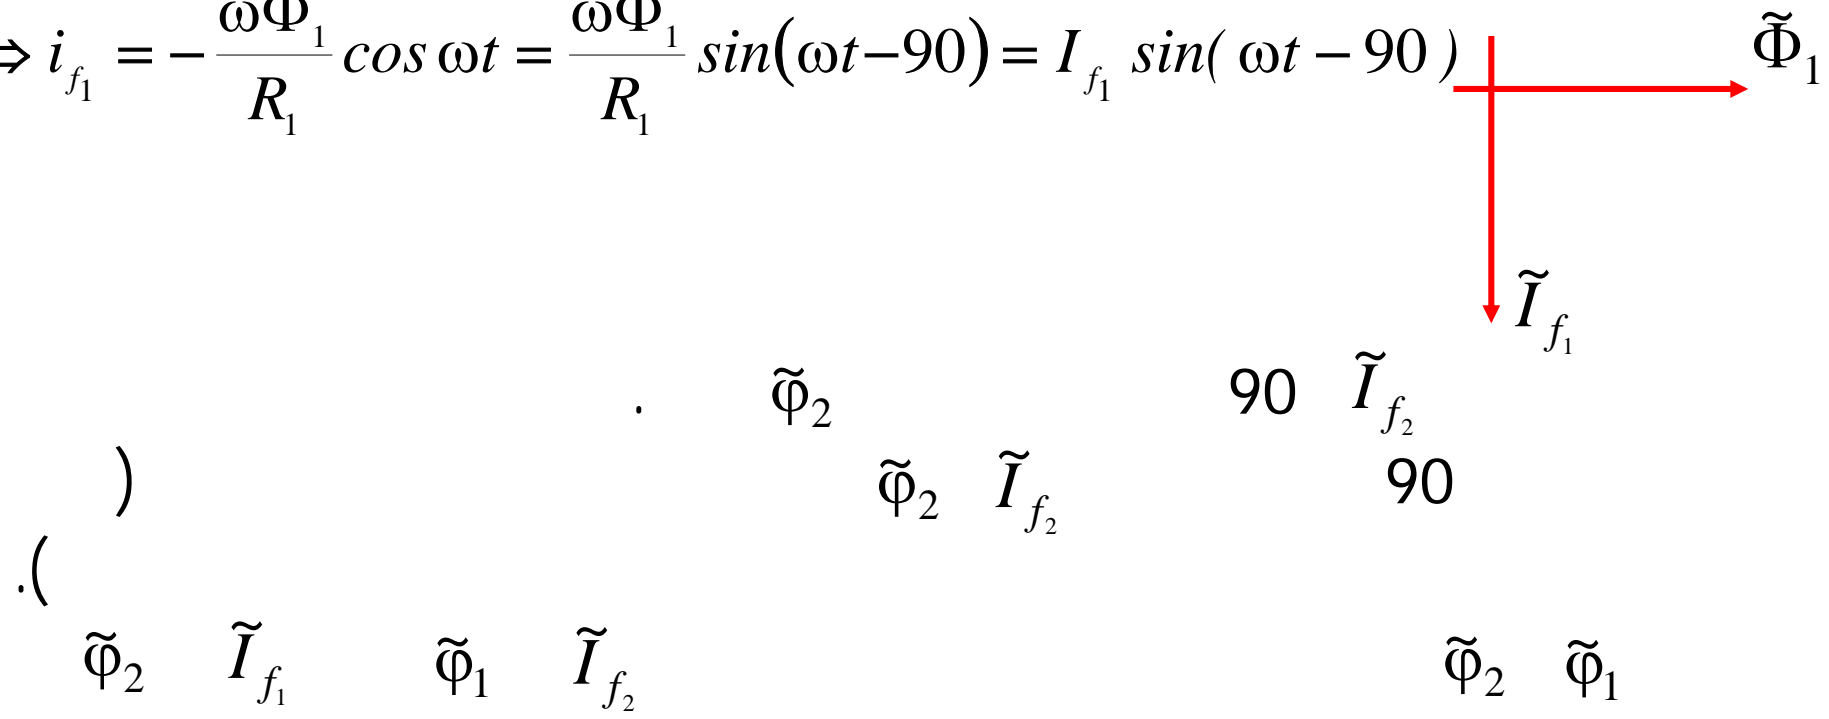 ⇒ i_{f_1} = − ωΦ_1/R_1 cos ωt = ωΦ_1/R_1 sin(ωt−90) = I_{f_1} sin( ωt − 90 ) Φ̃_1
Ĩ_{f_1}
Ĩ_{f_2} 90 φ̃_2 .
90 Ĩ_{f_2} φ̃_2 (
).
φ̃_1 φ̃_2 Ĩ_{f_2} φ̃_1 Ĩ_{f_1} φ̃_2